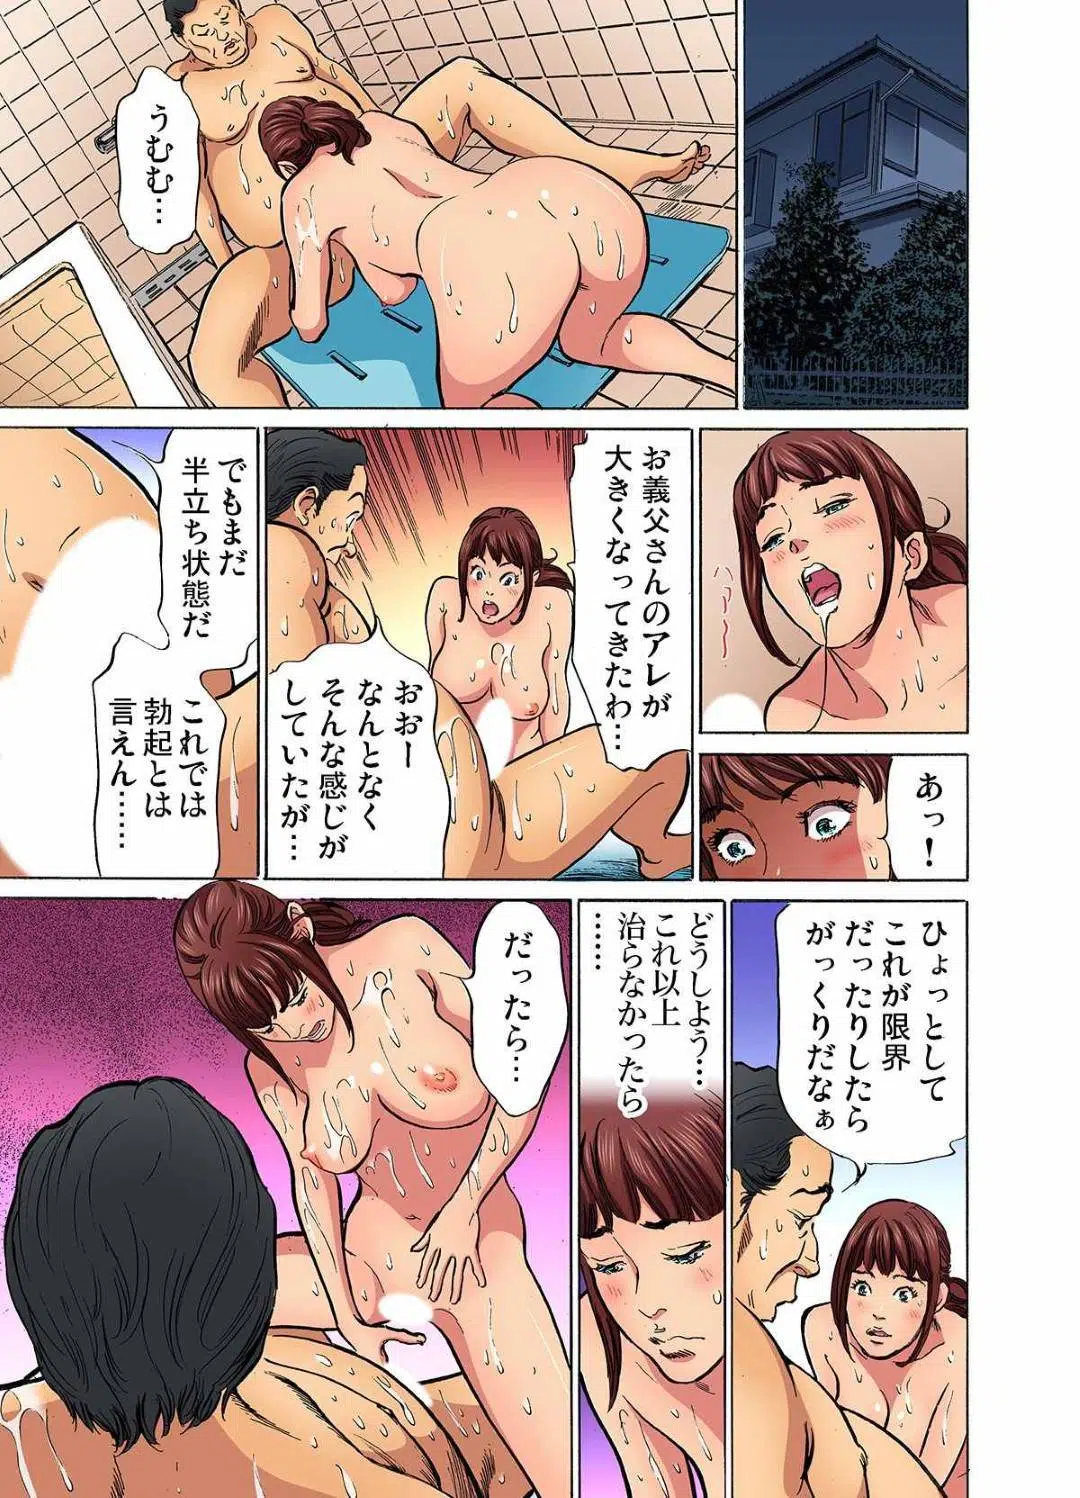 うむむ…
ハァ
ハァ
あっ!
お義父さんのアレが
大きくなってきたわ…
おおー
なんとなく
そんな感じが
していたが…
でもまだ
半立ち状態だ
これでは
勃起とは
言えん……
ひょっとして
これが限界
だったりしたら
がっくりだなぁ
どうしよう…
これ以上
治らなかったら
……
だったら…